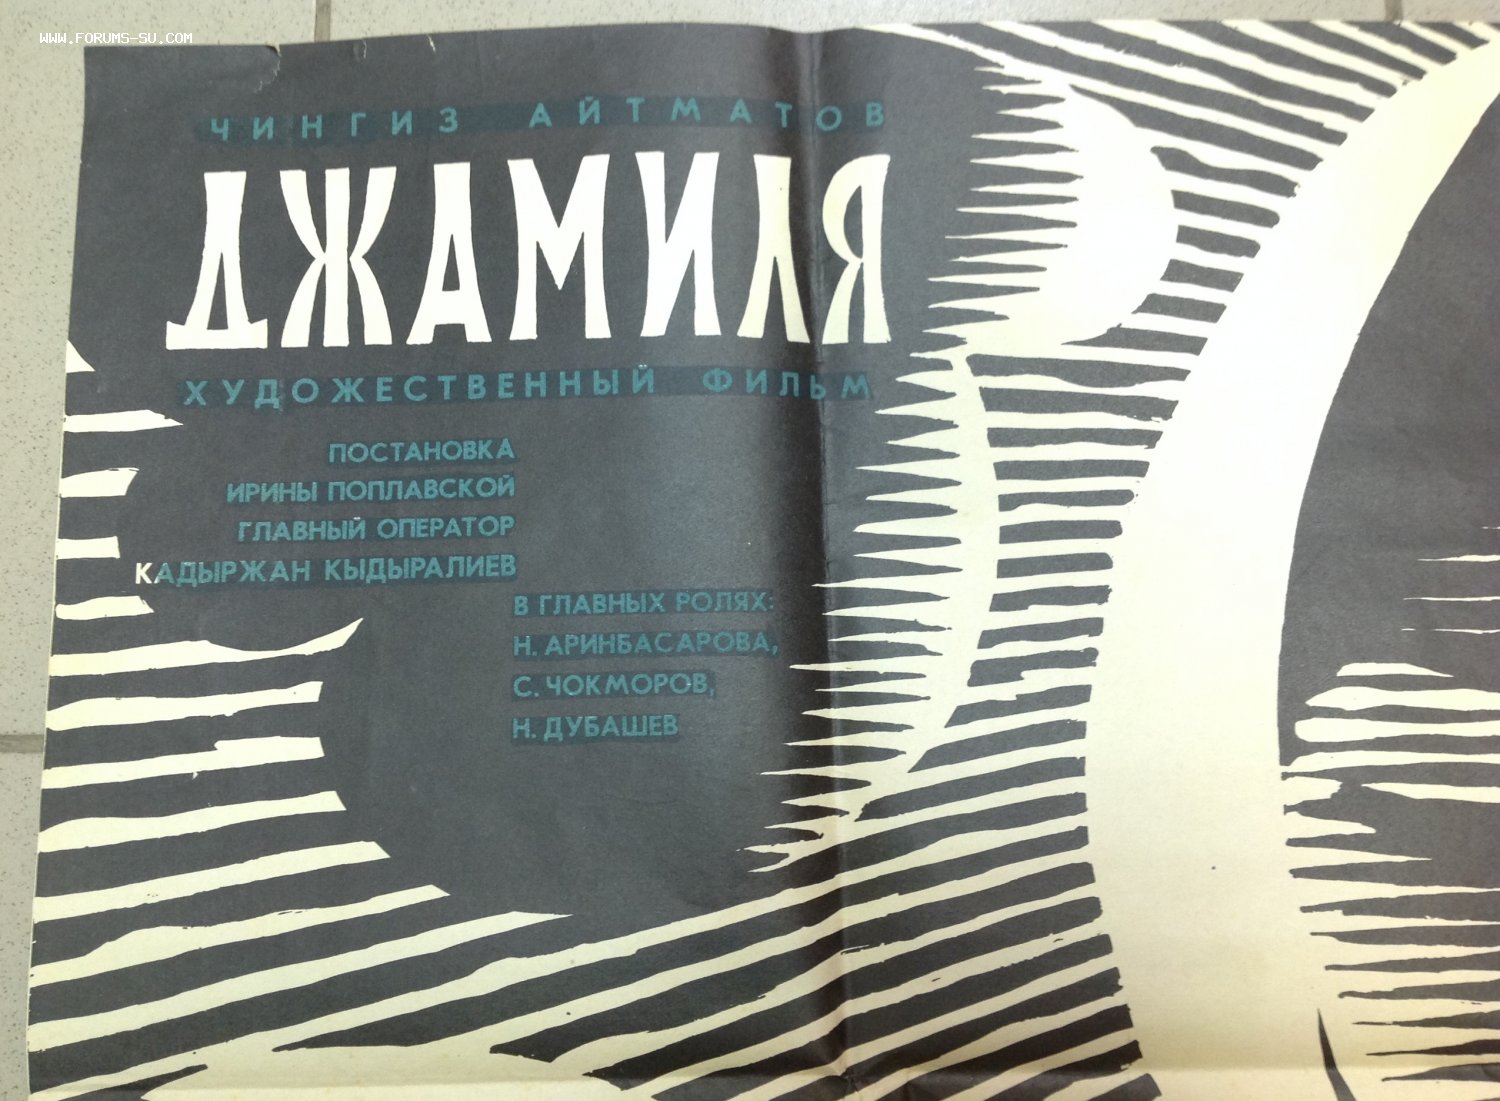 WWW.FORUMS-SU.COM
ЧИНГИЗ АЙТМАТОВ
ДЖАМИЛЯ
ХУДОЖЕСТВЕННЫЙ ФИЛЬМ
ПОСТАНОВКА
ИРИНЫ ПОПЛАВСКОЙ
ГЛАВНЫЙ ОПЕРАТОР
КАДЫРЖАН КЫДЫРАЛИЕВ
В ГЛАВНЫХ РОЛЯХ:
Н. АРИНБАСАРОВА,
С. ЧОКМОРОВ,
Н. ДУБАШЕВ